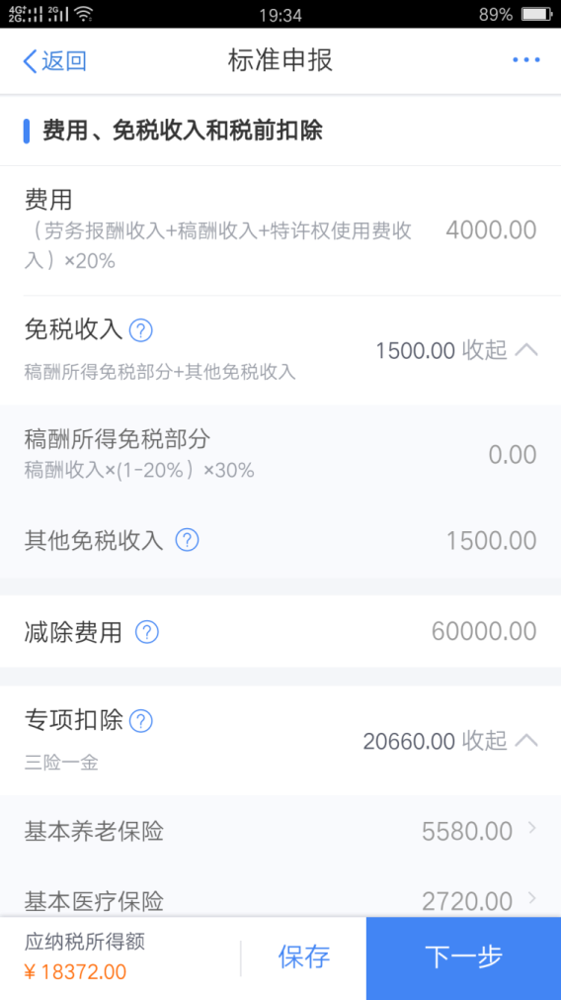 4G+ 2G 2G 19:34 89%
返回 标准申报 ...
费用、免税收入和税前扣除
费用
（劳务报酬收入+稿酬收入+特许权使用费收 4000.00
入）×20%
免税收入 ?
1500.00 收起
稿酬所得免税部分+其他免税收入
稿酬所得免税部分
稿酬收入×(1-20%）×30% 0.00
其他免税收入 ? 1500.00
减除费用 ? 60000.00
专项扣除 ?
20660.00 收起
三险一金
基本养老保险 5580.00
基本医疗保险 2720.00
应纳税所得额
¥ 18372.00
保存 下一步